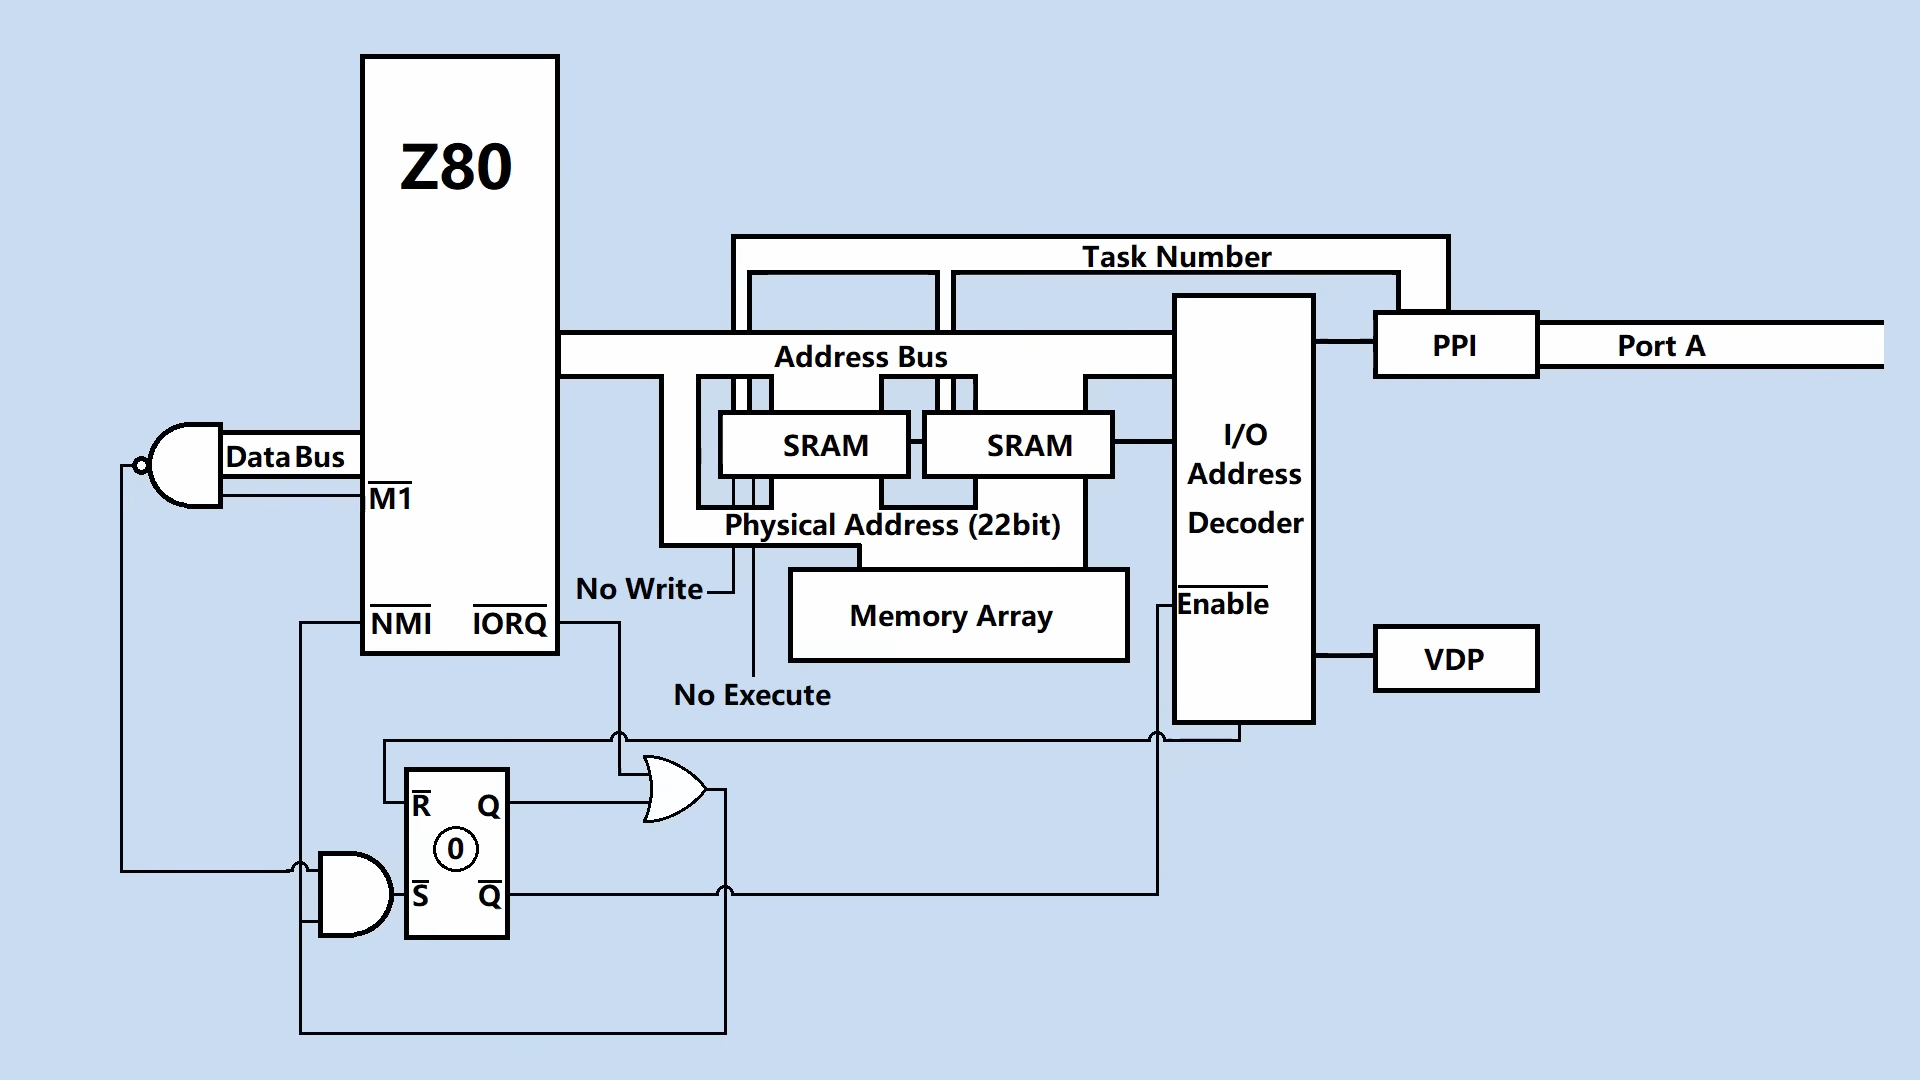 Z80
Task Number
Address Bus
PPI
Port A
Data Bus
M1
SRAM
SRAM
I/O
Address
Decoder
Physical Address (22bit)
No Write
Memory Array
Enable
NMI
IORQ
VDP
No Execute
R
Q
0
S
Q